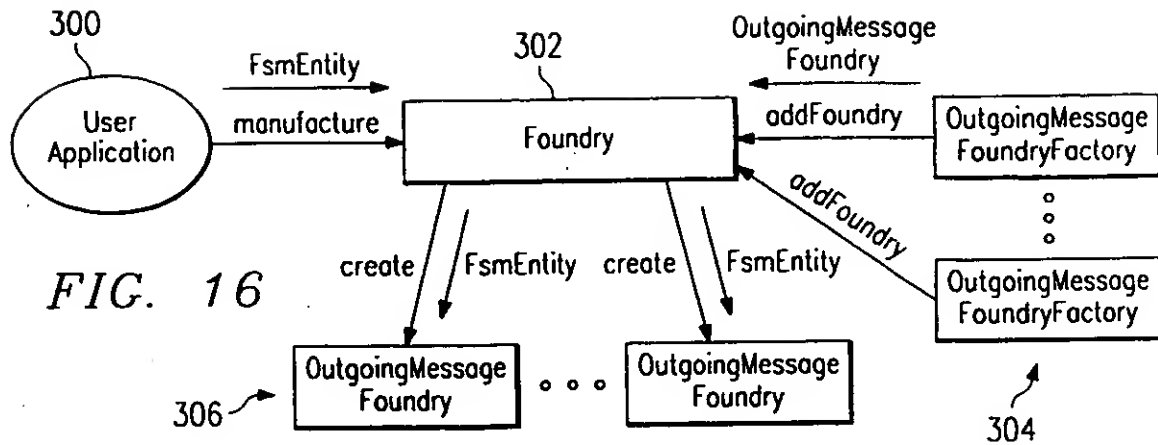 300
FsmEntity
302
OutgoingMessage
Foundry
User
Application
manufacture
Foundry
addFoundry
OutgoingMessage
FoundryFactory
addFoundry
create
FsmEntity
create
FsmEntity
OutgoingMessage
FoundryFactory
FIG. 16
OutgoingMessage
Foundry
OutgoingMessage
Foundry
306
304